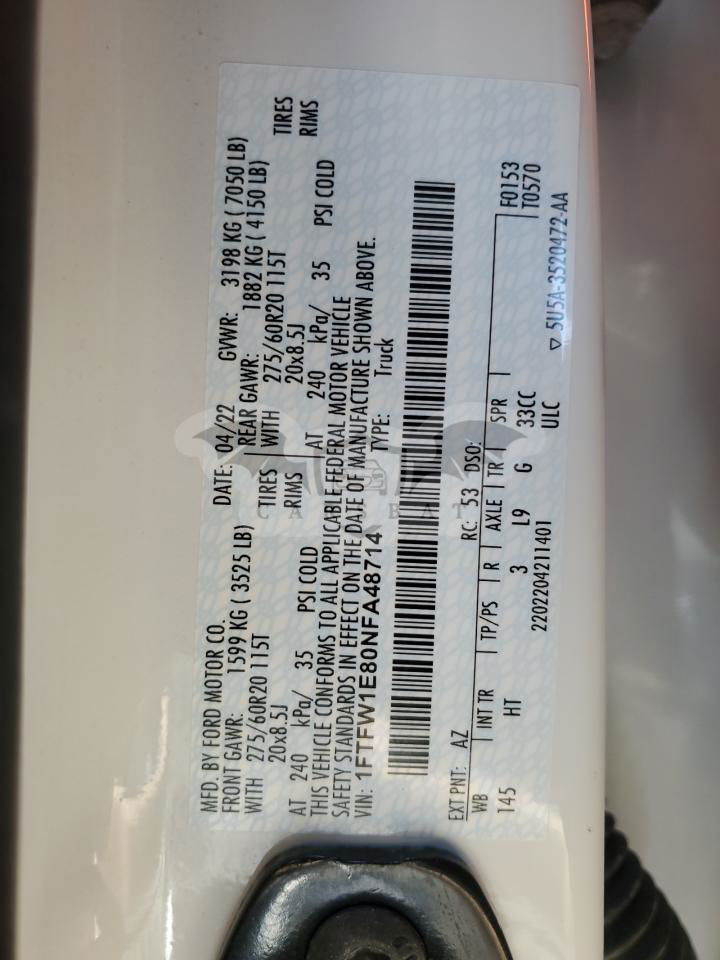 MFD. BY FORD MOTOR CO. DATE: 04/22 GVWR: 3198 KG ( 7050 LB)
FRONT GAWR: 1599 KG ( 3525 LB) REAR GAWR: 1882 KG ( 4150 LB)
WITH 275/60R20 115T TIRES WITH 275/60R20 115T TIRES
20x8.5J RIMS 20x8.5J RIMS
AT 240 kPa/ 35 PSI COLD AT 240 kPa/ 35 PSI COLD
THIS VEHICLE CONFORMS TO ALL APPLICABLE FEDERAL MOTOR VEHICLE
SAFETY STANDARDS IN EFFECT ON THE DATE OF MANUFACTURE SHOWN ABOVE.
VIN: 1FTFW1E80NFA48714 TYPE: Truck
EXT PNT: AZ RC: 53 DSO: F0153
WB INT TR TP/PS R AXLE TR SPR T0570
145 HT 3 L9 G 33CC
2202204211401 ULC ▽ 5U5A-3520472-AA
CARBAT